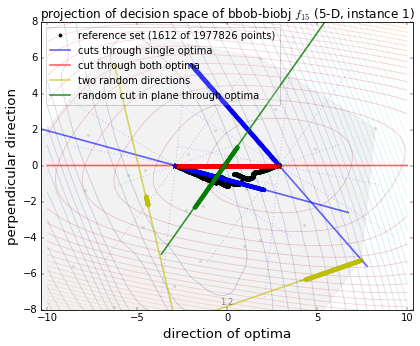 projection of decision space of bbob-biobj f15 (5-D, instance 1)
8
6
4
2
0
−2
−4
−6
−8
reference set (1612 of 1977826 points)
cuts through single optima
cut through both optima
two random directions
random cut in plane through optima
1.2
−10
−5
0
5
10
direction of optima
perpendicular direction